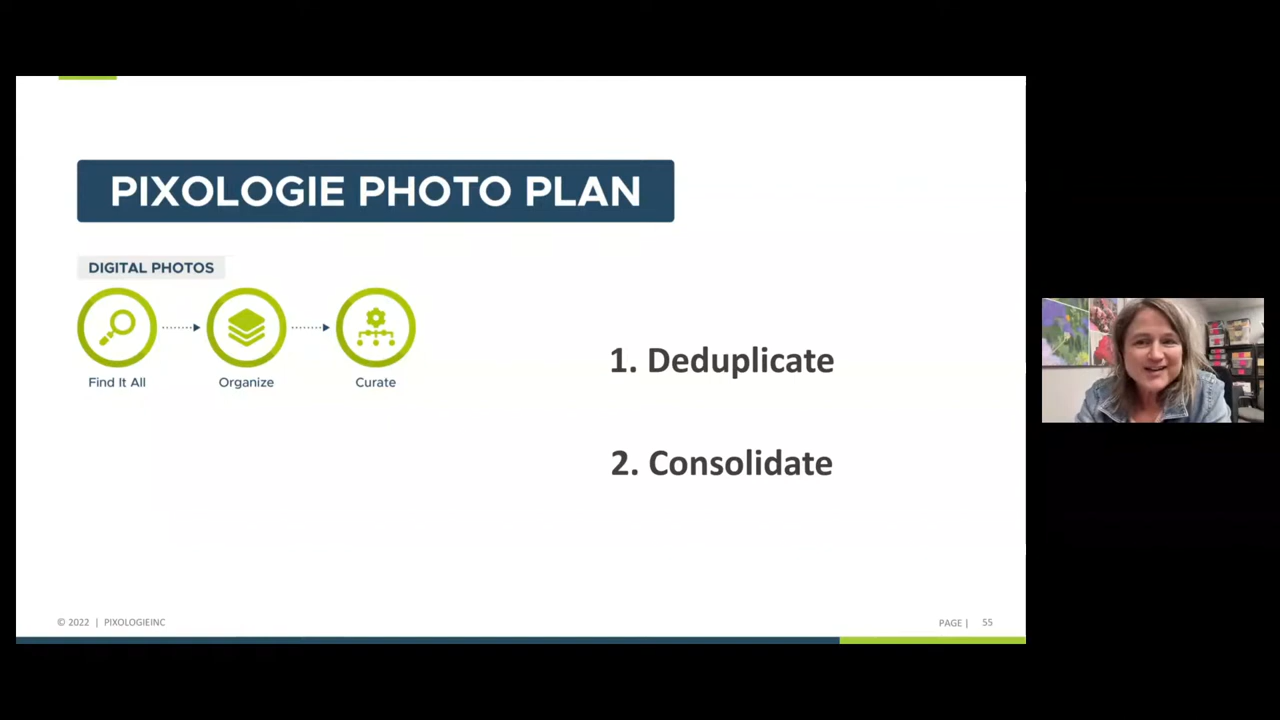 PIXOLOGIE PHOTO PLAN
DIGITAL PHOTOS
Find It All
Organize
Curate
1. Deduplicate
2. Consolidate
© 2022 | PIXOLOGIEINC
PAGE | 55